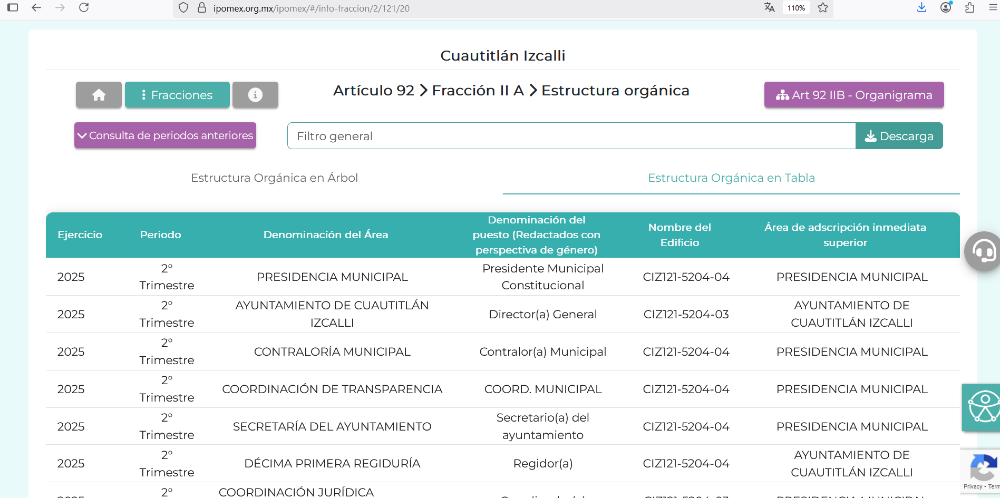 ipomex.org.mx/ipomex/#/info-fraccion/2/121/20
110%
Cuautitlán Izcalli
Fracciones
Artículo 92 > Fracción II A > Estructura orgánica
Art 92 IIB - Organigrama
Consulta de periodos anteriores
Filtro general
Descarga
Estructura Orgánica en Árbol
Estructura Orgánica en Tabla
Ejercicio
Periodo
Denominación del Área
Denominación del
puesto (Redactados con
perspectiva de género)
Nombre del
Edificio
Área de adscripción inmediata
superior
2025
2°
Trimestre
PRESIDENCIA MUNICIPAL
Presidente Municipal
Constitucional
CIZ121-5204-04
PRESIDENCIA MUNICIPAL
2025
2°
Trimestre
AYUNTAMIENTO DE CUAUTITLÁN
IZCALLI
Director(a) General
CIZ121-5204-03
AYUNTAMIENTO DE
CUAUTITLÁN IZCALLI
2025
2°
Trimestre
CONTRALORÍA MUNICIPAL
Contralor(a) Municipal
CIZ121-5204-04
PRESIDENCIA MUNICIPAL
2025
2°
Trimestre
COORDINACIÓN DE TRANSPARENCIA
COORD. MUNICIPAL
CIZ121-5204-04
PRESIDENCIA MUNICIPAL
2025
2°
Trimestre
SECRETARÍA DEL AYUNTAMIENTO
Secretario(a) del
ayuntamiento
CIZ121-5204-04
PRESIDENCIA MUNICIPAL
2025
2°
Trimestre
DÉCIMA PRIMERA REGIDURÍA
Regidor(a)
CIZ121-5204-04
AYUNTAMIENTO DE
CUAUTITLÁN IZCALLI
2°
COORDINACIÓN JURÍDICA
Privacy - Term